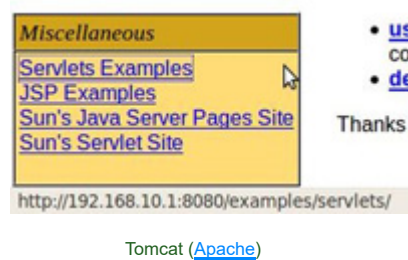 Miscellaneous
Servlets Examples
JSP Examples
Sun's Java Server Pages Site
Sun's Servlet Site
Thanks
http://192.168.10.1:8080/examples/servlets/
Tomcat (Apache)